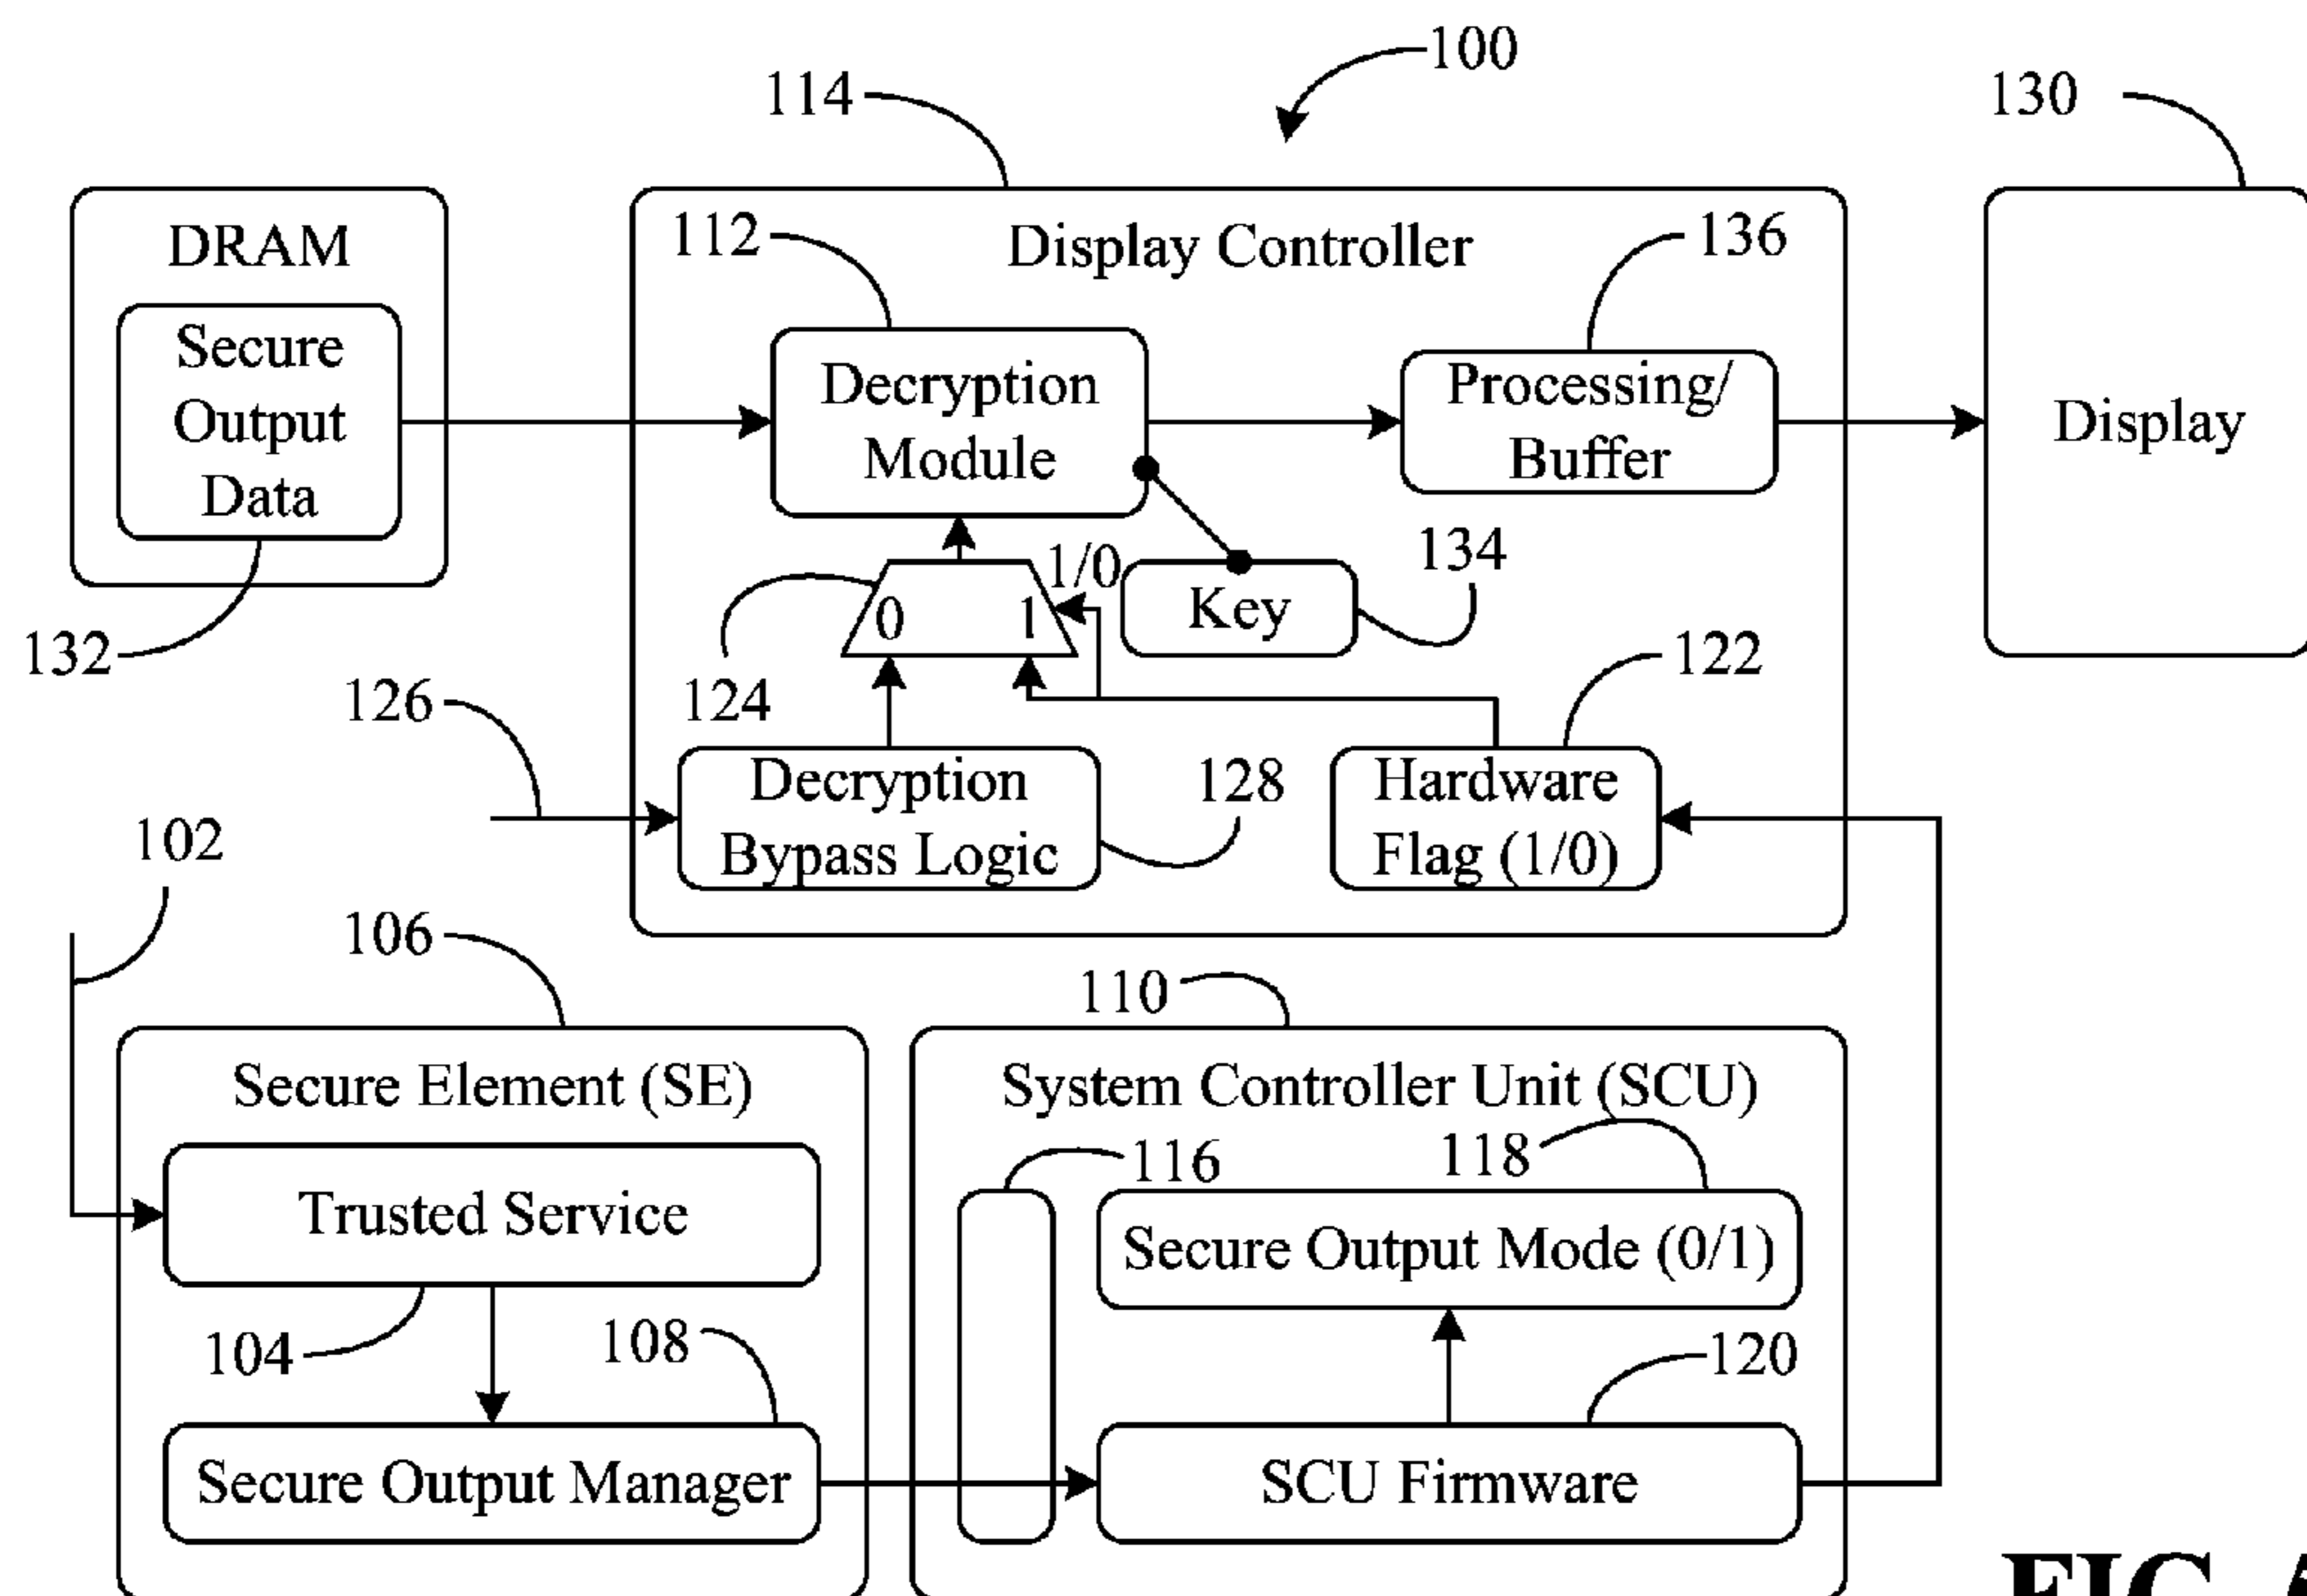 100
114
130
DRAM
112
Display Controller
136
Secure
Output
Data
Decryption
Module
Processing/
Buffer
Display
1/0
134
0
1
Key
132
122
126
124
Decryption
Bypass Logic
128
Hardware
Flag (1/0)
102
106
110
Secure Element (SE)
System Controller Unit (SCU)
116
118
Trusted Service
Secure Output Mode (0/1)
104
108
120
Secure Output Manager
SCU Firmware